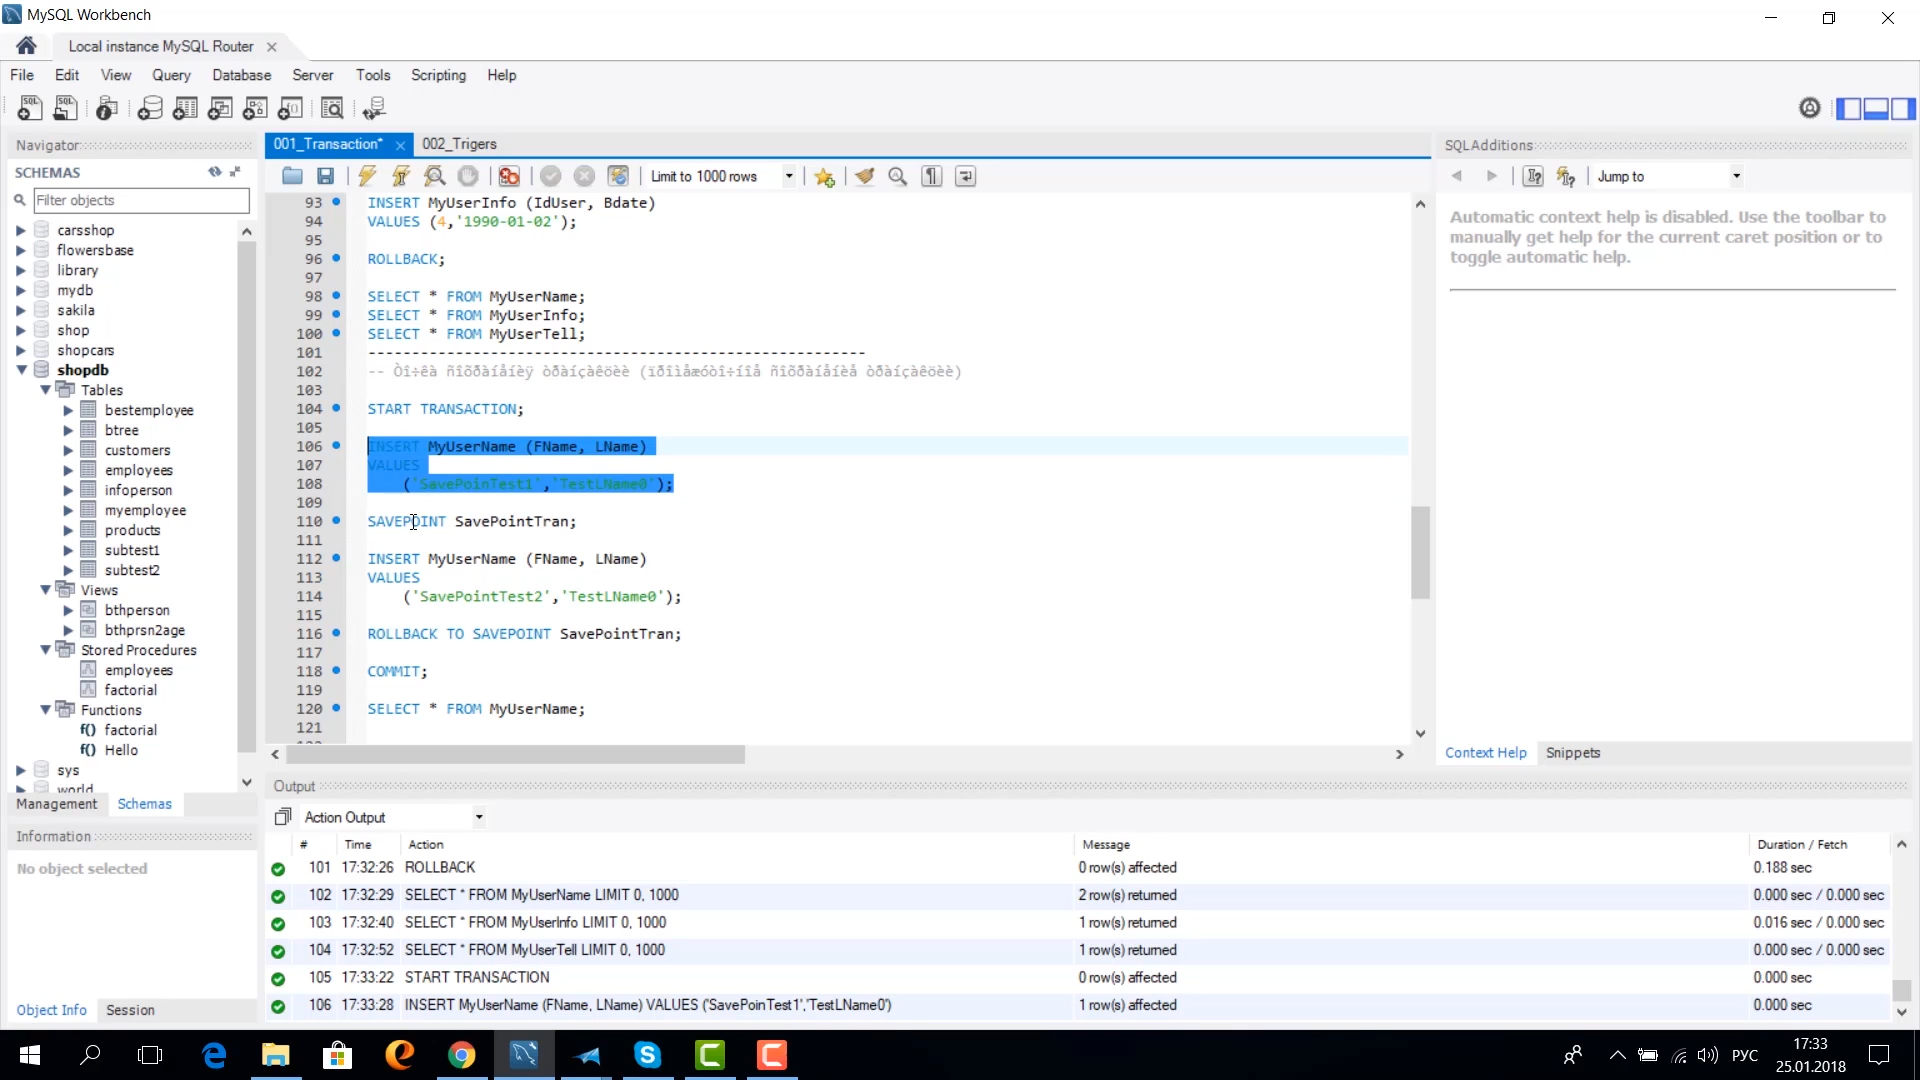 MySQL Workbench
Local instance MySQL Router
File Edit View Query Database Server Tools Scripting Help
Navigator
SCHEMAS
Filter objects
carsshop
flowersbase
library
mydb
sakila
shop
shopcars
shopdb
Tables
bestemployee
btree
customers
employees
infoperson
myemployee
products
subtest1
subtest2
Views
bthperson
bthprsn2age
Stored Procedures
employees
factorial
Functions
f() factorial
f() Hello
sys
world
Management Schemas
Information
No object selected
Object Info Session
001_Transaction* 002_Trigers
Limit to 1000 rows
93 INSERT MyUserInfo (IdUser, Bdate)
94 VALUES (4,'1990-01-02');
95
96 ROLLBACK;
97
98 SELECT * FROM MyUserName;
99 SELECT * FROM MyUserInfo;
100 SELECT * FROM MyUserTell;
101 ---------------------------------------------------------
102 -- Òî÷êà ñîõðàíåíèÿ òðàíçàêöèè (ïðîìåæóòî÷íîå ñîõðàíåíèå òðàíçàêöèè)
103
104 START TRANSACTION;
105
106 INSERT MyUserName (FName, LName)
107 VALUES
108 ('SavePoinTest1','TestLName0');
109
110 SAVEPOINT SavePointTran;
111
112 INSERT MyUserName (FName, LName)
113 VALUES
114 ('SavePointTest2','TestLName0');
115
116 ROLLBACK TO SAVEPOINT SavePointTran;
117
118 COMMIT;
119
120 SELECT * FROM MyUserName;
121
SQLAdditions
Jump to
Automatic context help is disabled. Use the toolbar to
manually get help for the current caret position or to
toggle automatic help.
Context Help Snippets
Output
Action Output
# Time Action Message Duration / Fetch
101 17:32:26 ROLLBACK 0 row(s) affected 0.188 sec
102 17:32:29 SELECT * FROM MyUserName LIMIT 0, 1000 2 row(s) returned 0.000 sec / 0.000 sec
103 17:32:40 SELECT * FROM MyUserInfo LIMIT 0, 1000 1 row(s) returned 0.016 sec / 0.000 sec
104 17:32:52 SELECT * FROM MyUserTell LIMIT 0, 1000 1 row(s) returned 0.000 sec / 0.000 sec
105 17:33:22 START TRANSACTION 0 row(s) affected 0.000 sec
106 17:33:28 INSERT MyUserName (FName, LName) VALUES ('SavePoinTest1','TestLName0') 1 row(s) affected 0.000 sec
РУС
17:33
25.01.2018